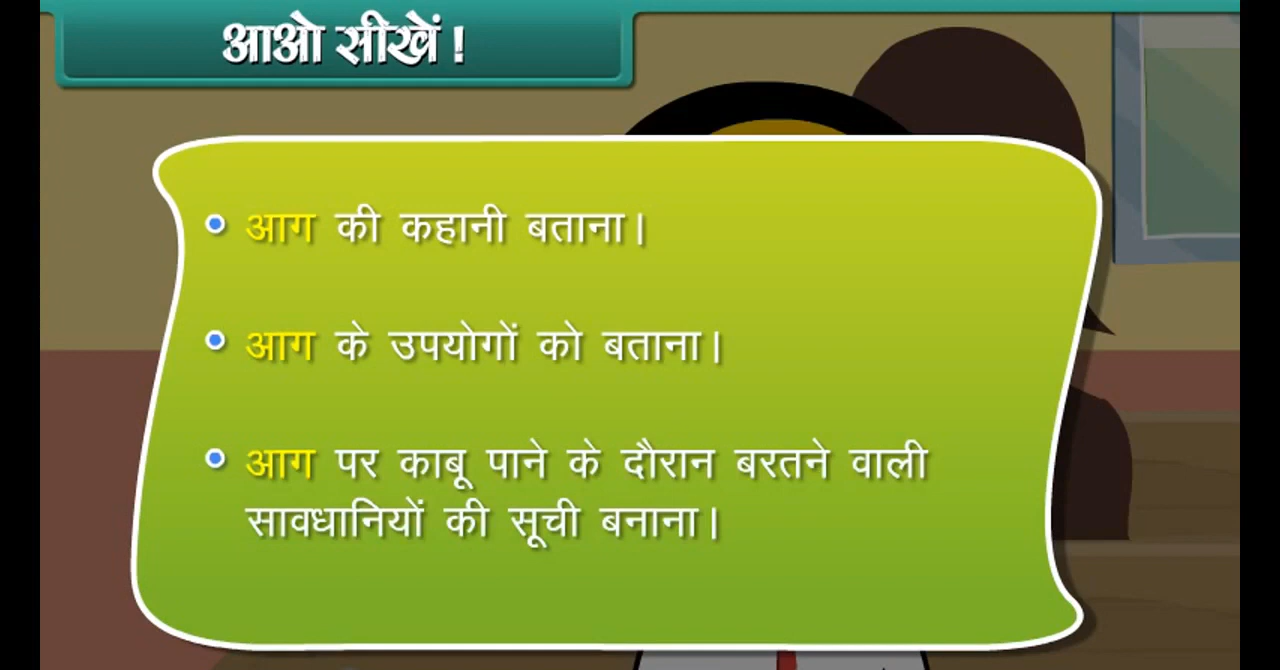 आओ सीखें!
आग की कहानी बताना।
आग के उपयोगों को बताना।
आग पर काबू पाने के दौरान बरतने वाली
सावधानियों की सूची बनाना।